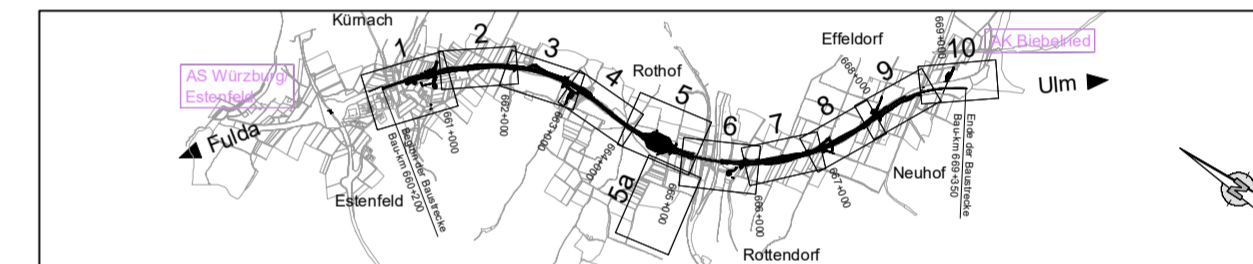 Kürnach
AS Würzburg/
Estenfeld
Fulda
Estenfeld
1
2
3
4
5
5a
6
7
8
9
10
Beginn der Baustrecke
Bau-km 660+200
661+000
662+000
663+000
664+000
665+000
666+000
667+000
668+000
669+000
Rothof
Rottendorf
Effeldorf
Neuhof
AK Biebelried
Ulm
Ende der Baustrecke
Bau-km 669+350
N